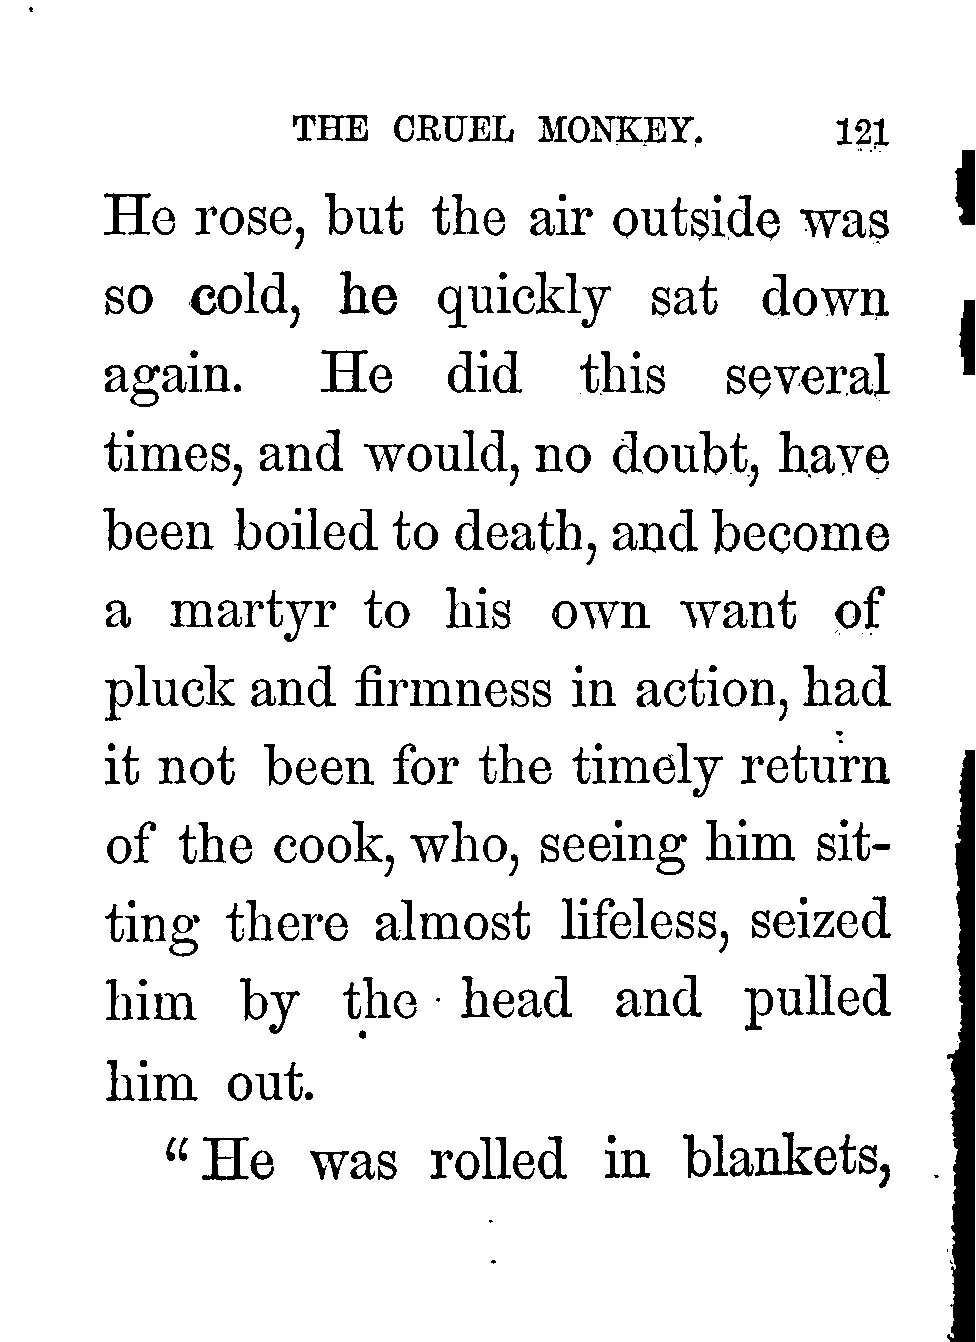 THE CRUEL MONKEY. 121
He rose, but the air outside was
so cold, he quickly sat down
again. He did this several
times, and would, no doubt, have
been boiled to death, and become
a martyr to his own want of
pluck and firmness in action, had
it not been for the timely return
of the cook, who, seeing him sit-
ting there almost lifeless, seized
him by the head and pulled
him out.
“ He was rolled in blankets,